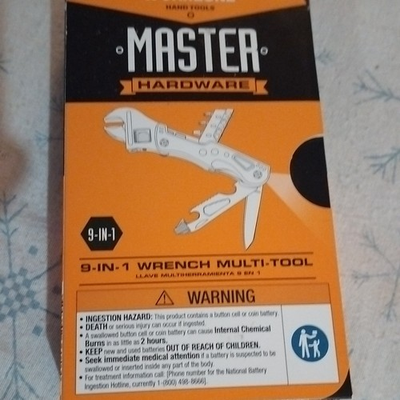 HAND TOOLS
MASTER
HARDWARE
9-IN-1
9-IN-1 WRENCH MULTI-TOOL
LLAVE MULTIHERRAMIENTA 9 EN 1
WARNING
• INGESTION HAZARD: This product contains a button cell or coin battery.
• DEATH or serious injury can occur if ingested.
• A swallowed button cell or coin battery can cause Internal Chemical
Burns in as little as 2 hours.
• KEEP new and used batteries OUT OF REACH OF CHILDREN.
• Seek immediate medical attention if a battery is suspected to be
swallowed or inserted inside any part of the body.
• For treatment information call: [Phone number for the National Battery
Ingestion Hotline, currently 1-(800) 498-8666].